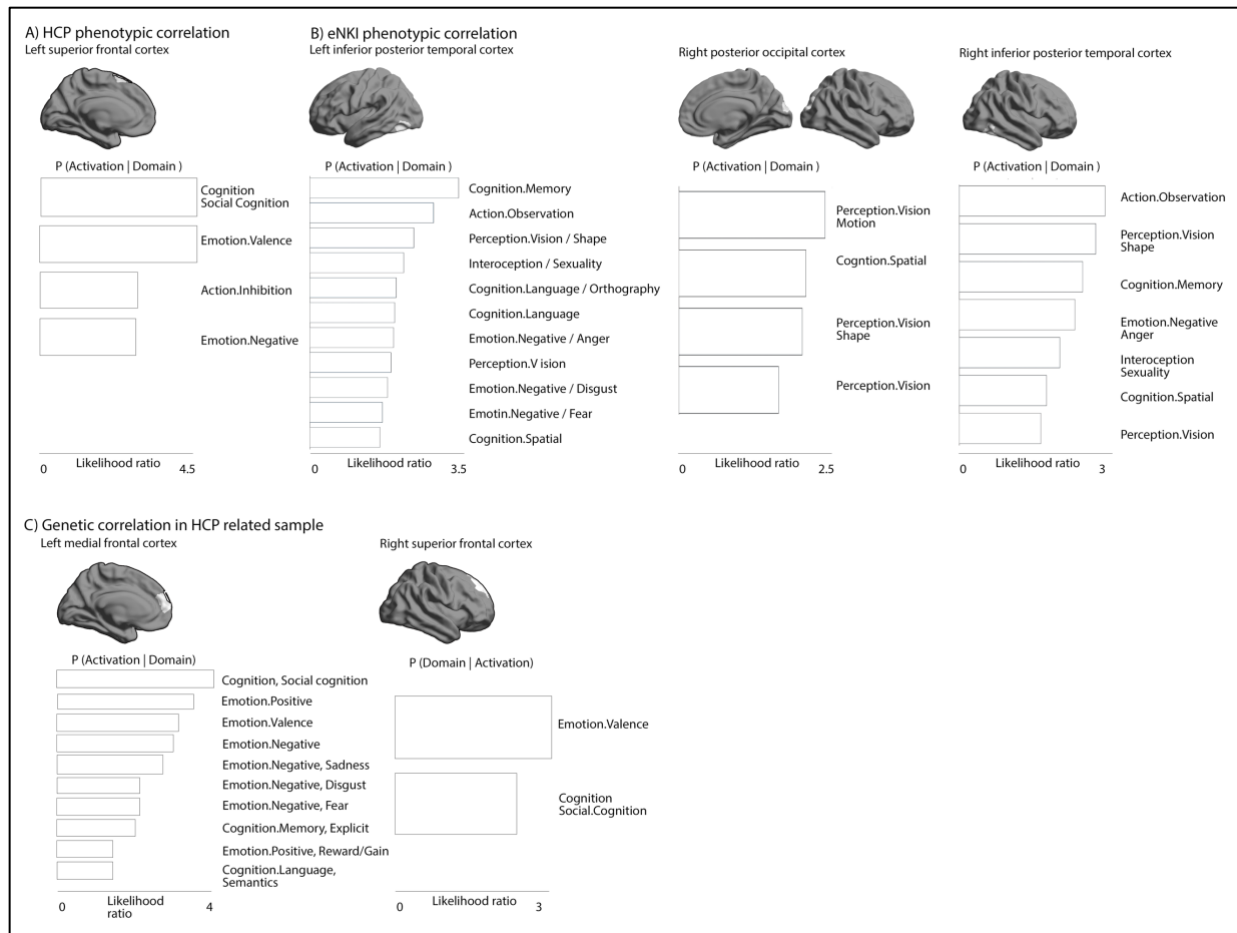 A) HCP phenotypic correlation
Left superior frontal cortex
P (Activation | Domain )
Cognition
Social Cognition
Emotion.Valence
Action.Inhibition
Emotion.Negative
0
Likelihood ratio
4.5
B) eNKI phenotypic correlation
Left inferior posterior temporal cortex
P (Activation | Domain )
Cognition.Memory
Action.Observation
Perception.Vision / Shape
Interoception / Sexuality
Cognition.Language / Orthography
Cognition.Language
Emotion.Negative / Anger
Perception.V ision
Emotion.Negative / Disgust
Emotin.Negative / Fear
Cognition.Spatial
0
Likelihood ratio
3.5
Right posterior occipital cortex
P (Activation | Domain )
Perception.Vision
Motion
Cogntion.Spatial
Perception.Vision
Shape
Perception.Vision
0
Likelihood ratio
2.5
Right inferior posterior temporal cortex
P (Activation | Domain )
Action.Observation
Perception.Vision
Shape
Cognition.Memory
Emotion.Negative
Anger
Interoception
Sexuality
Cognition.Spatial
Perception.Vision
0
Likelihood ratio
3
C) Genetic correlation in HCP related sample
Left medial frontal cortex
P (Activation | Domain)
Cognition, Social cognition
Emotion.Positive
Emotion.Valence
Emotion.Negative
Emotion.Negative, Sadness
Emotion.Negative, Disgust
Emotion.Negative, Fear
Cognition.Memory, Explicit
Emotion.Positive, Reward/Gain
Cognition.Language,
Semantics
0
Likelihood
ratio
4
Right superior frontal cortex
P (Domain | Activation)
Emotion.Valence
Cognition
Social.Cognition
0
Likelihood ratio
3